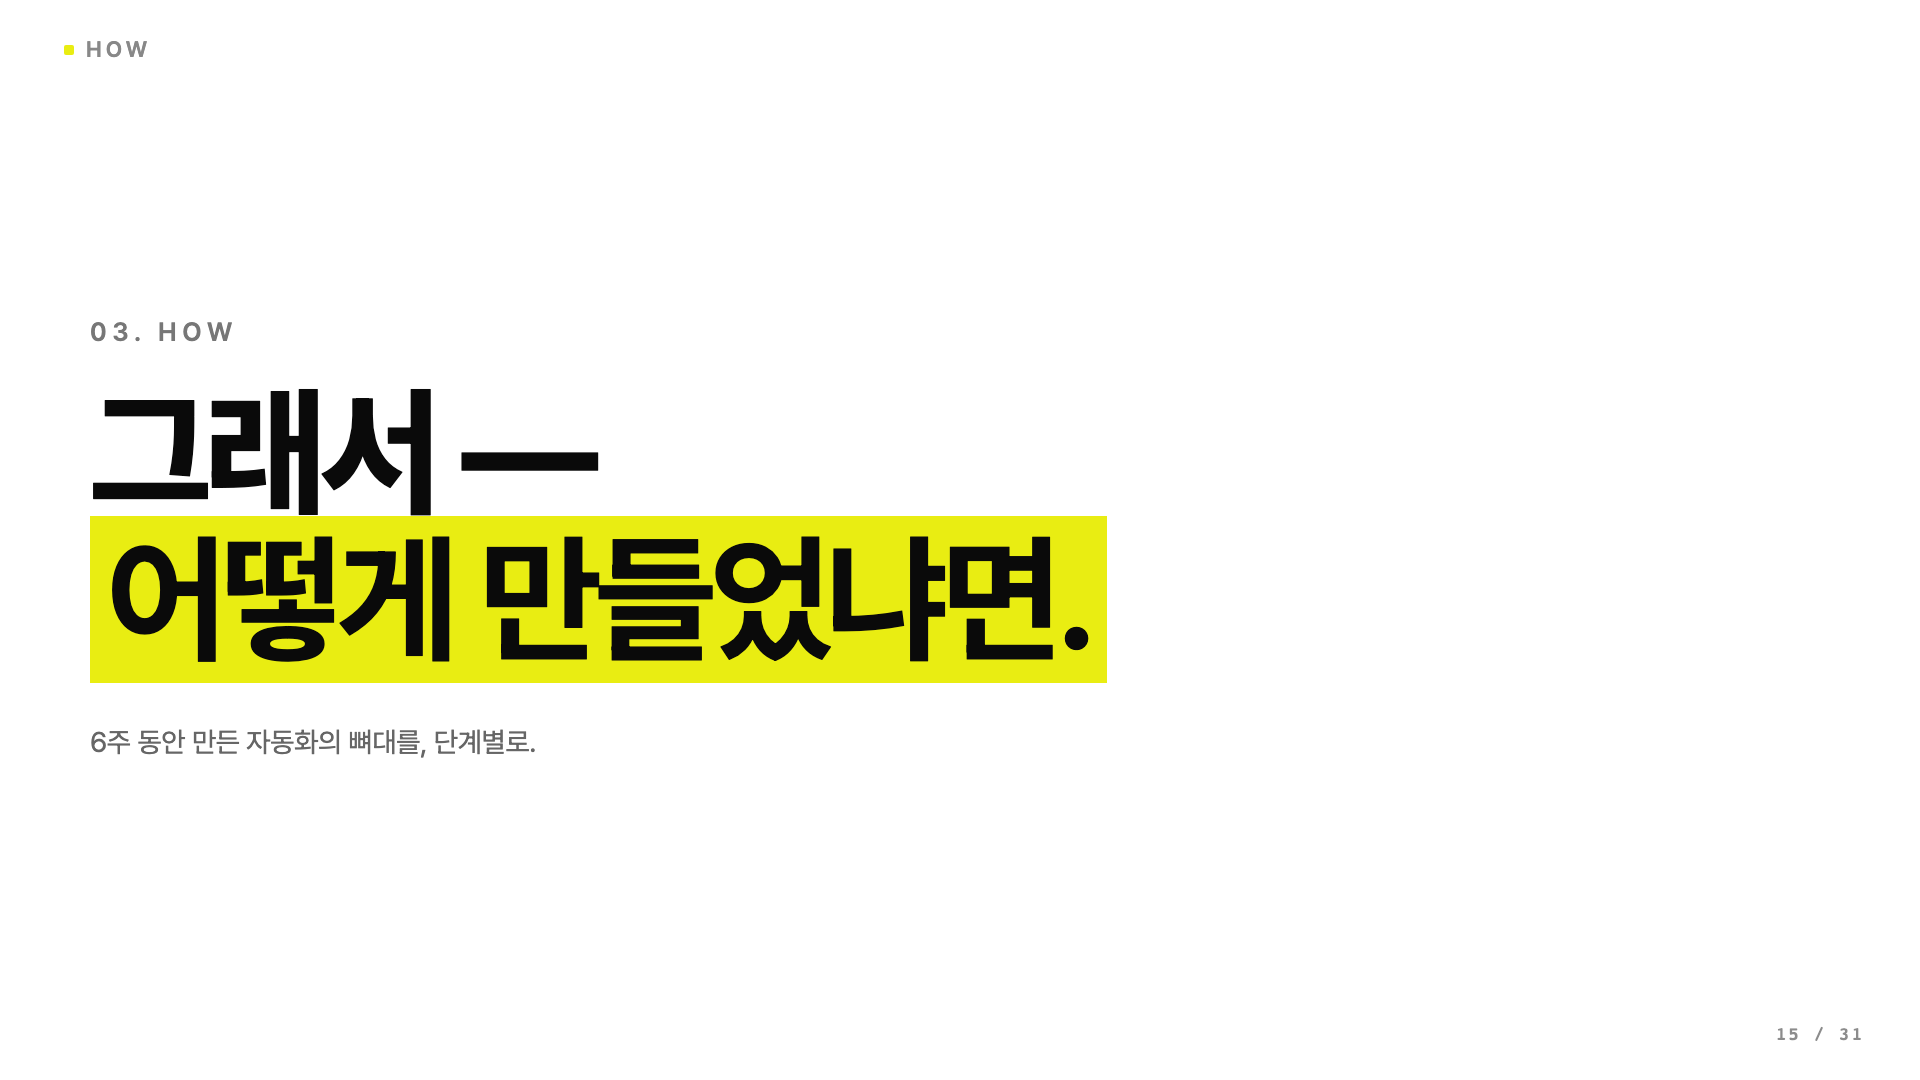 HOW
03. HOW
그래서 —
어떻게 만들었냐면.
6주 동안 만든 자동화의 뼈대를, 단계별로.
15 / 31